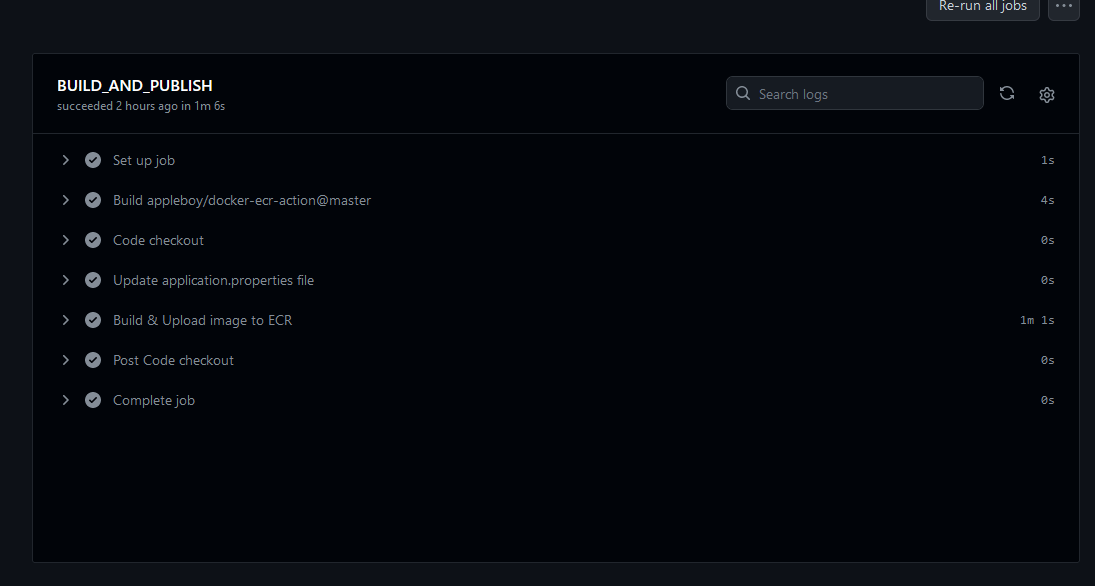 Re-run all jobs
BUILD_AND_PUBLISH
succeeded 2 hours ago in 1m 6s
Search logs
Set up job 1s
Build appleboy/docker-ecr-action@master 4s
Code checkout 0s
Update application.properties file 0s
Build & Upload image to ECR 1m 1s
Post Code checkout 0s
Complete job 0s